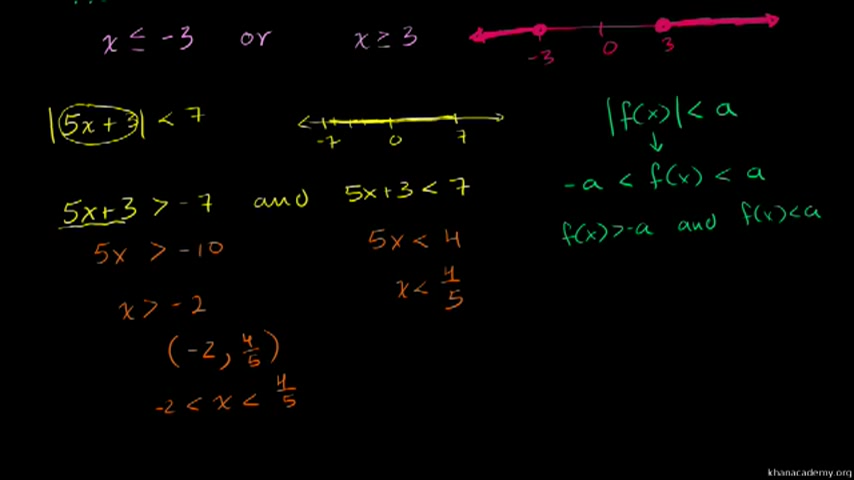 x ≤ -3 or x ≥ 3
-3 0 3
|5x + 3| < 7
-7 0 7
|f(x)| < a
↓
-a < f(x) < a
f(x) > -a and f(x) < a
5x+3 > -7 and 5x+3 < 7
5x > -10
5x < 4
x > -2
x < 4/5
(-2, 4/5)
-2 < x < 4/5
khanacademy.org